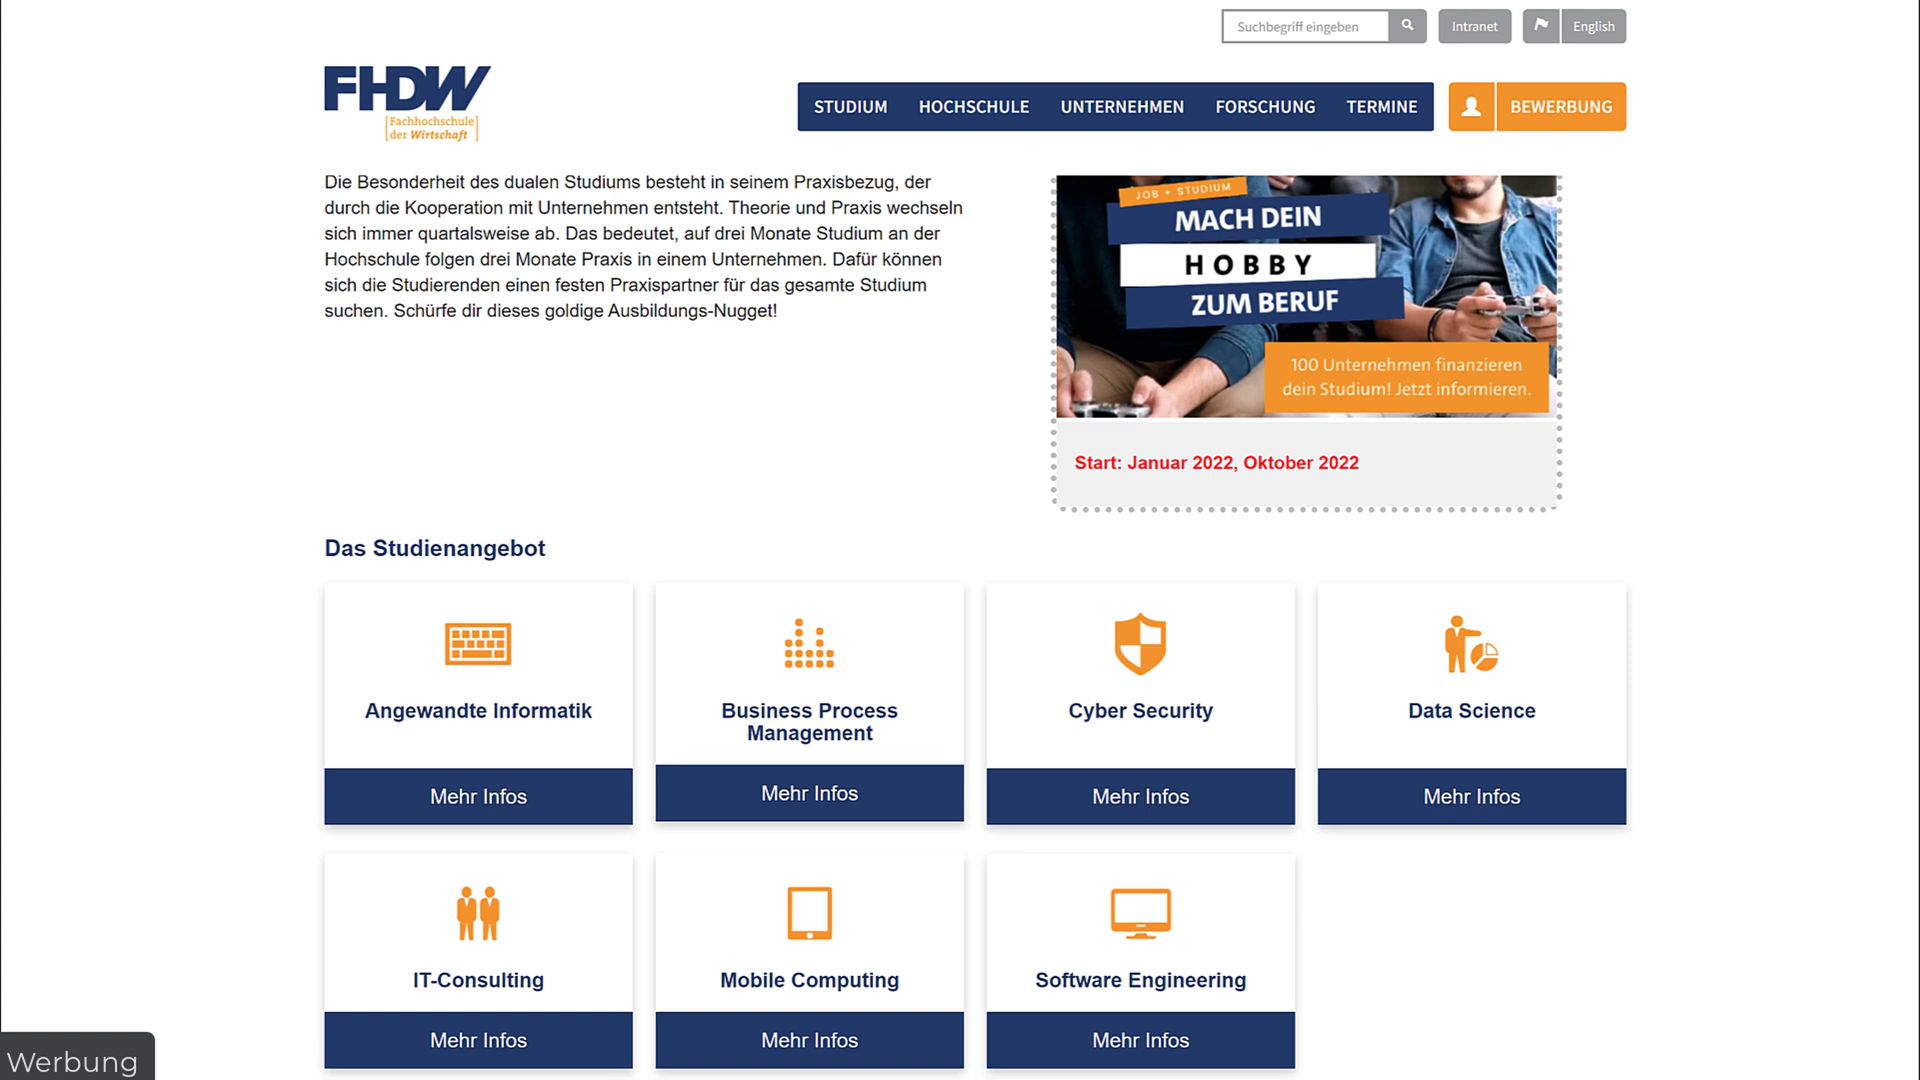 Suchbegriff eingeben
Intranet
English
FHDW
[Fachhochschule
der Wirtschaft]
STUDIUM HOCHSCHULE UNTERNEHMEN FORSCHUNG TERMINE BEWERBUNG
Die Besonderheit des dualen Studiums besteht in seinem Praxisbezug, der
durch die Kooperation mit Unternehmen entsteht. Theorie und Praxis wechseln
sich immer quartalsweise ab. Das bedeutet, auf drei Monate Studium an der
Hochschule folgen drei Monate Praxis in einem Unternehmen. Dafür können
sich die Studierenden einen festen Praxispartner für das gesamte Studium
suchen. Schürfe dir dieses goldige Ausbildungs-Nugget!
JOB + STUDIUM
MACH DEIN
HOBBY
ZUM BERUF
100 Unternehmen finanzieren
dein Studium! Jetzt informieren.
Start: Januar 2022, Oktober 2022
Das Studienangebot
Angewandte Informatik
Mehr Infos
Business Process
Management
Mehr Infos
Cyber Security
Mehr Infos
Data Science
Mehr Infos
IT-Consulting
Mehr Infos
Mobile Computing
Mehr Infos
Software Engineering
Mehr Infos
Werbung